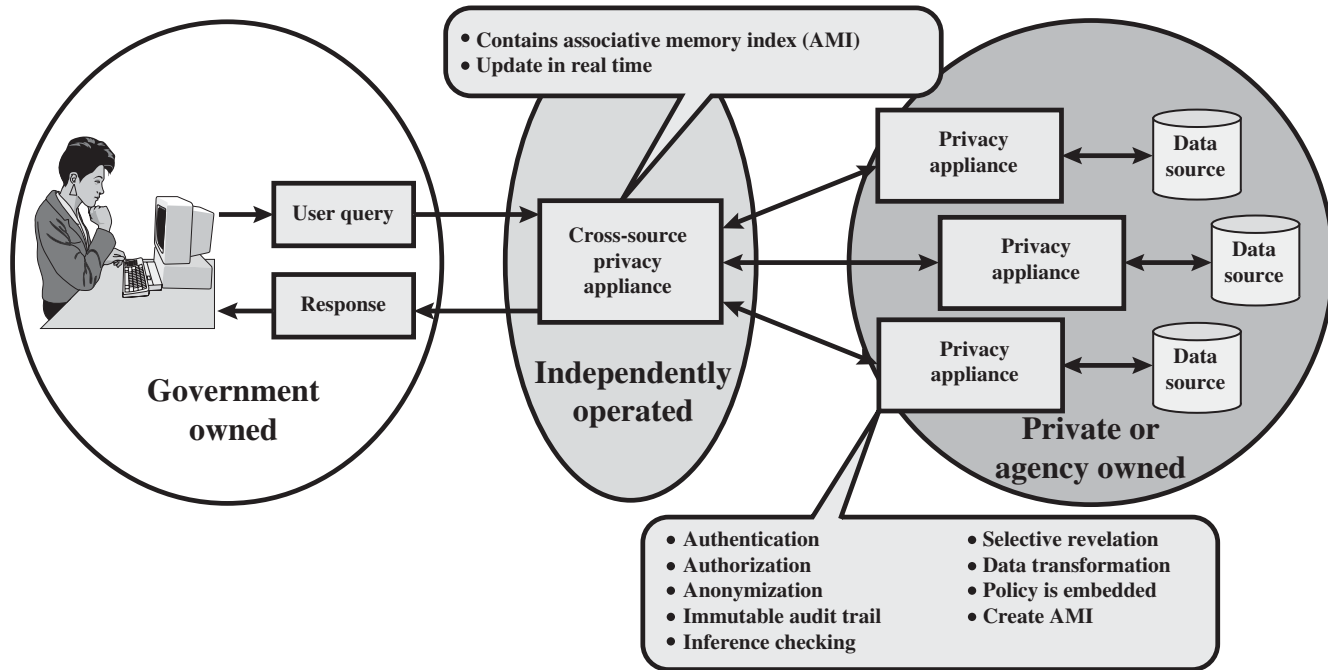 • Contains associative memory index (AMI)
• Update in real time
User query
Response
Government
owned
Cross-source
privacy
appliance
Independently
operated
Privacy
appliance
Data
source
Privacy
appliance
Data
source
Privacy
appliance
Data
source
Private or
agency owned
• Authentication
• Authorization
• Anonymization
• Immutable audit trail
• Inference checking
• Selective revelation
• Data transformation
• Policy is embedded
• Create AMI